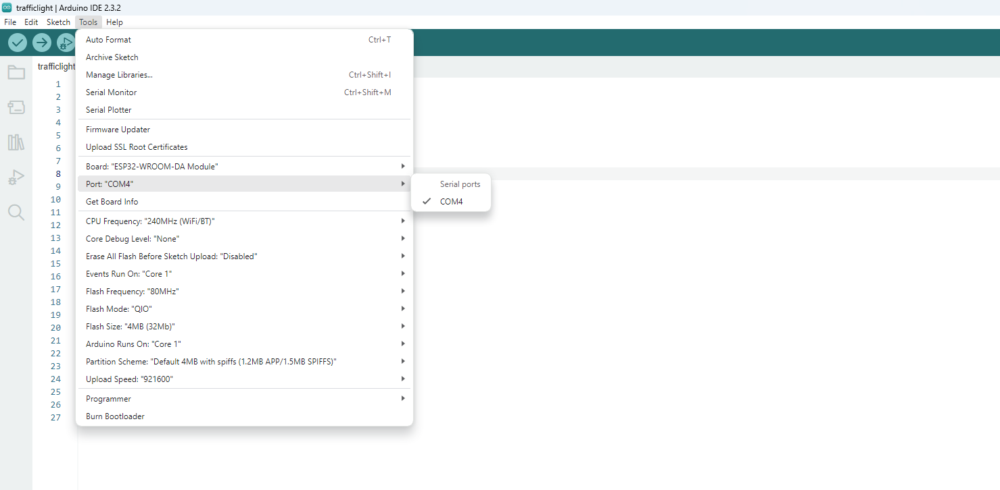 trafficlight | Arduino IDE 2.3.2
File Edit Sketch Tools Help
Auto Format Ctrl+T
Archive Sketch
Manage Libraries... Ctrl+Shift+I
Serial Monitor Ctrl+Shift+M
Serial Plotter
Firmware Updater
Upload SSL Root Certificates
Board: "ESP32-WROOM-DA Module"
Port: "COM4"
Get Board Info
CPU Frequency: "240MHz (WiFi/BT)"
Core Debug Level: "None"
Erase All Flash Before Sketch Upload: "Disabled"
Events Run On: "Core 1"
Flash Frequency: "80MHz"
Flash Mode: "QIO"
Flash Size: "4MB (32Mb)"
Arduino Runs On: "Core 1"
Partition Scheme: "Default 4MB with spiffs (1.2MB APP/1.5MB SPIFFS)"
Upload Speed: "921600"
Programmer
Burn Bootloader
Serial ports
COM4
trafficlight
1
2
3
4
5
6
7
8
9
10
11
12
13
14
15
16
17
18
19
20
21
22
23
24
25
26
27